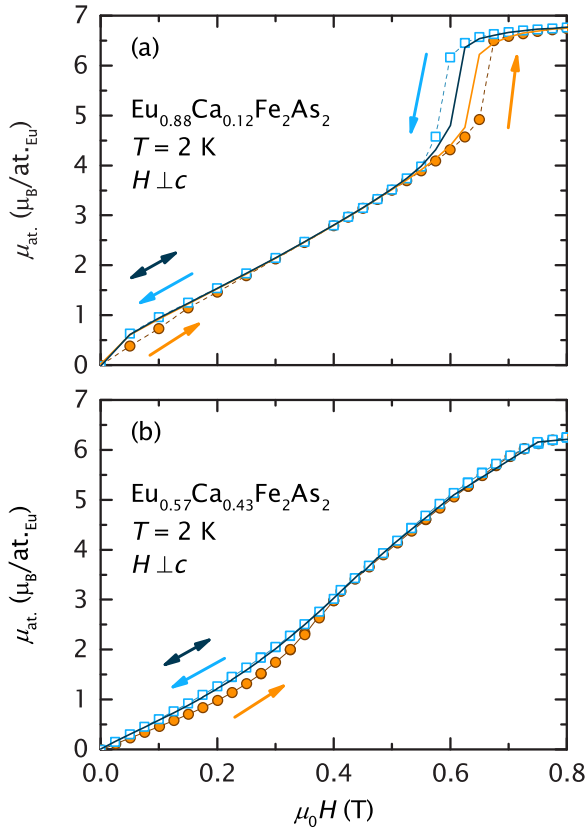 7
(a)
6
Eu0.88Ca0.12Fe2As2
5
T = 2 K
4
H ⊥ c
3
2
1
0
μat. (μB/at.Eu)
7
(b)
6
Eu0.57Ca0.43Fe2As2
5
T = 2 K
4
H ⊥ c
3
2
1
0
μat. (μB/at.Eu)
0.0 0.2 0.4 0.6 0.8
μ0H (T)